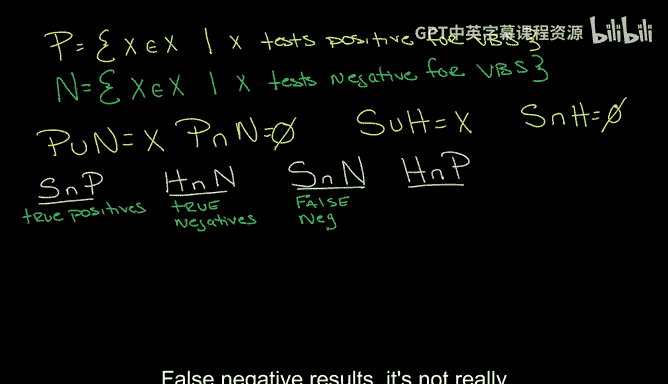 GPT中英字幕课程资源 bilibili
P = { x ∈ X | x tests positive for VBS }
N = { x ∈ X | x tests negative for VBS }
P ∪ N = X P ∩ N = ∅ S ∪ H = X S ∩ H = ∅
S ∩ P H ∩ N S ∩ N H ∩ P
true positives TRUE negatives FALSE Neg
False negative results, it's not really